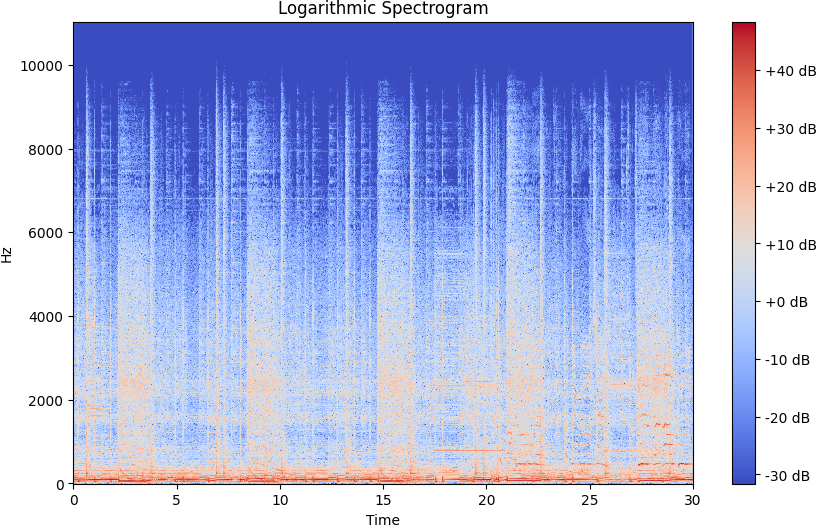 Logarithmic Spectrogram
Hz
10000
8000
6000
4000
2000
0
0 5 10 15 20 25 30
Time
+40 dB
+30 dB
+20 dB
+10 dB
+0 dB
-10 dB
-20 dB
-30 dB